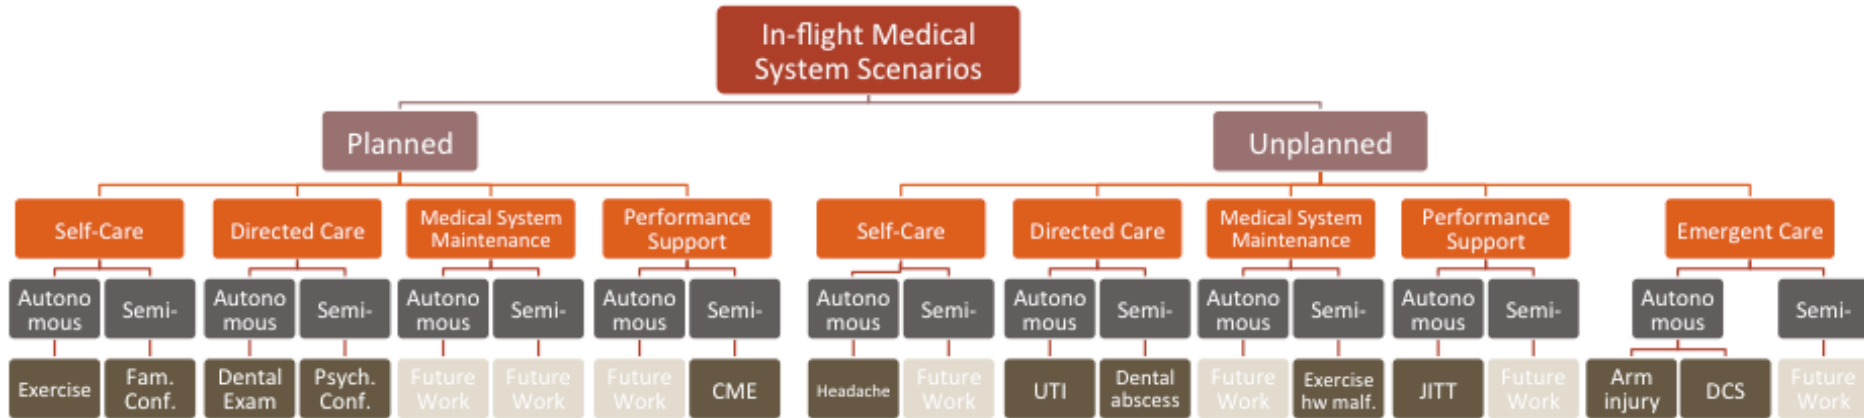 In-flight Medical
System Scenarios
Planned
Unplanned
Self-Care
Directed Care
Medical System
Maintenance
Performance
Support
Self-Care
Directed Care
Medical System
Maintenance
Performance
Support
Emergent Care
Autono
mous
Semi-
Autono
mous
Semi-
Autono
mous
Semi-
Autono
mous
Semi-
Autono
mous
Semi-
Autono
mous
Semi-
Autono
mous
Semi-
Autono
mous
Semi-
Autono
mous
Semi-
Exercise
Fam.
Conf.
Dental
Exam
Psych.
Conf.
Future
Work
Future
Work
Future
Work
CME
Headache
Future
Work
UTI
Dental
abscess
Future
Work
Exercise
hw malf.
JITT
Future
Work
Arm
injury
DCS
Future
Work